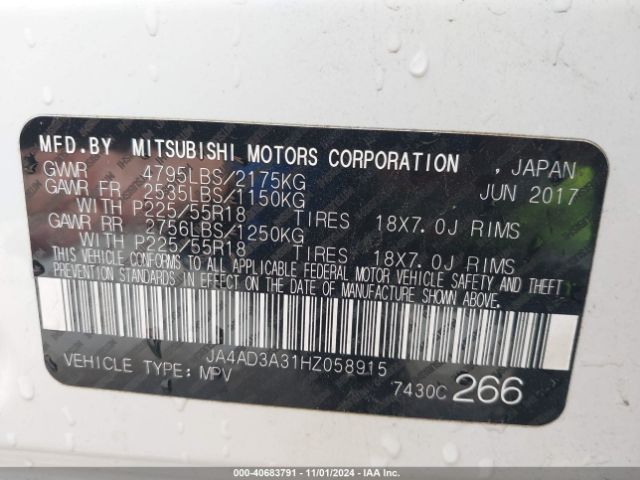 MFD.BY MITSUBISHI MOTORS CORPORATION , JAPAN
GVWR 4795LBS/2175KG JUN 2017
GAWR FR 2535LBS/1150KG
WITH P225/55R18 TIRES 18X7.0J RIMS
GAWR RR 2756LBS/1250KG
WITH P225/55R18 TIRES 18X7.0J RIMS
THIS VEHICLE CONFORMS TO ALL APPLICABLE FEDERAL MOTOR VEHICLE SAFETY AND THEFT
PREVENTION STANDARDS IN EFFECT ON THE DATE OF MANUFACTURE SHOWN ABOVE.
JA4AD3A31HZ058915
VEHICLE TYPE: MPV 7430C 266
000-40683791 - 11/01/2024 - IAA Inc.